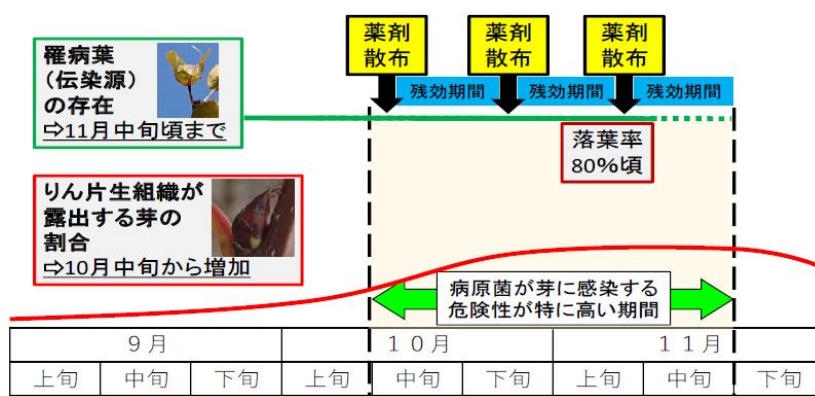 薬剤
散布
薬剤
散布
薬剤
散布
残効期間
残効期間
残効期間
罹病葉
（伝染源）
の存在
⇨11月中旬頃まで
落葉率
80%頃
りん片生組織が
露出する芽の
割合
⇨10月中旬から増加
病原菌が芽に感染する
危険性が特に高い期間
９月
１０月
１１月
上旬 中旬 下旬 上旬 中旬 下旬 上旬 中旬 下旬